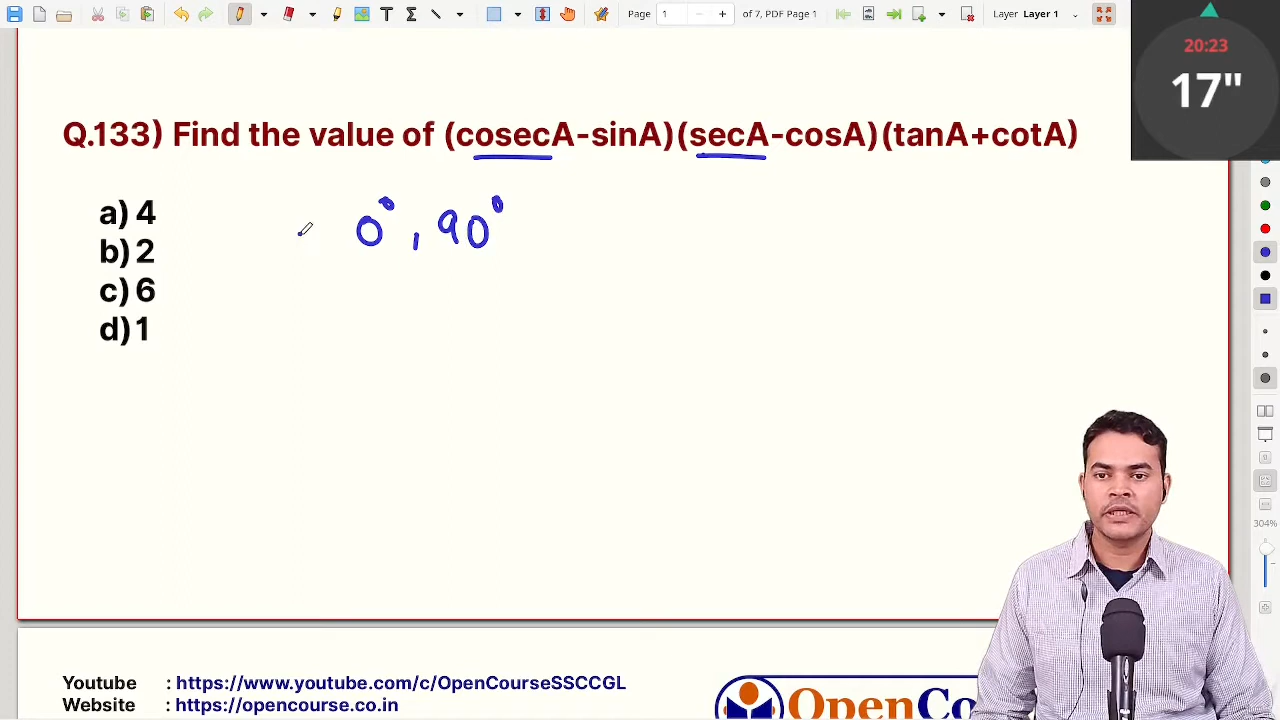 Page 1 of 7 PDF Page 1 Layer Layer 1
20:23
17"
Q.133) Find the value of (cosecA-sinA)(secA-cosA)(tanA+cotA)
a) 4
0°, 90°
b) 2
c) 6
d) 1
304%
Youtube : https://www.youtube.com/c/OpenCourseSSCCGL
Website : https://opencourse.co.in
OpenCo